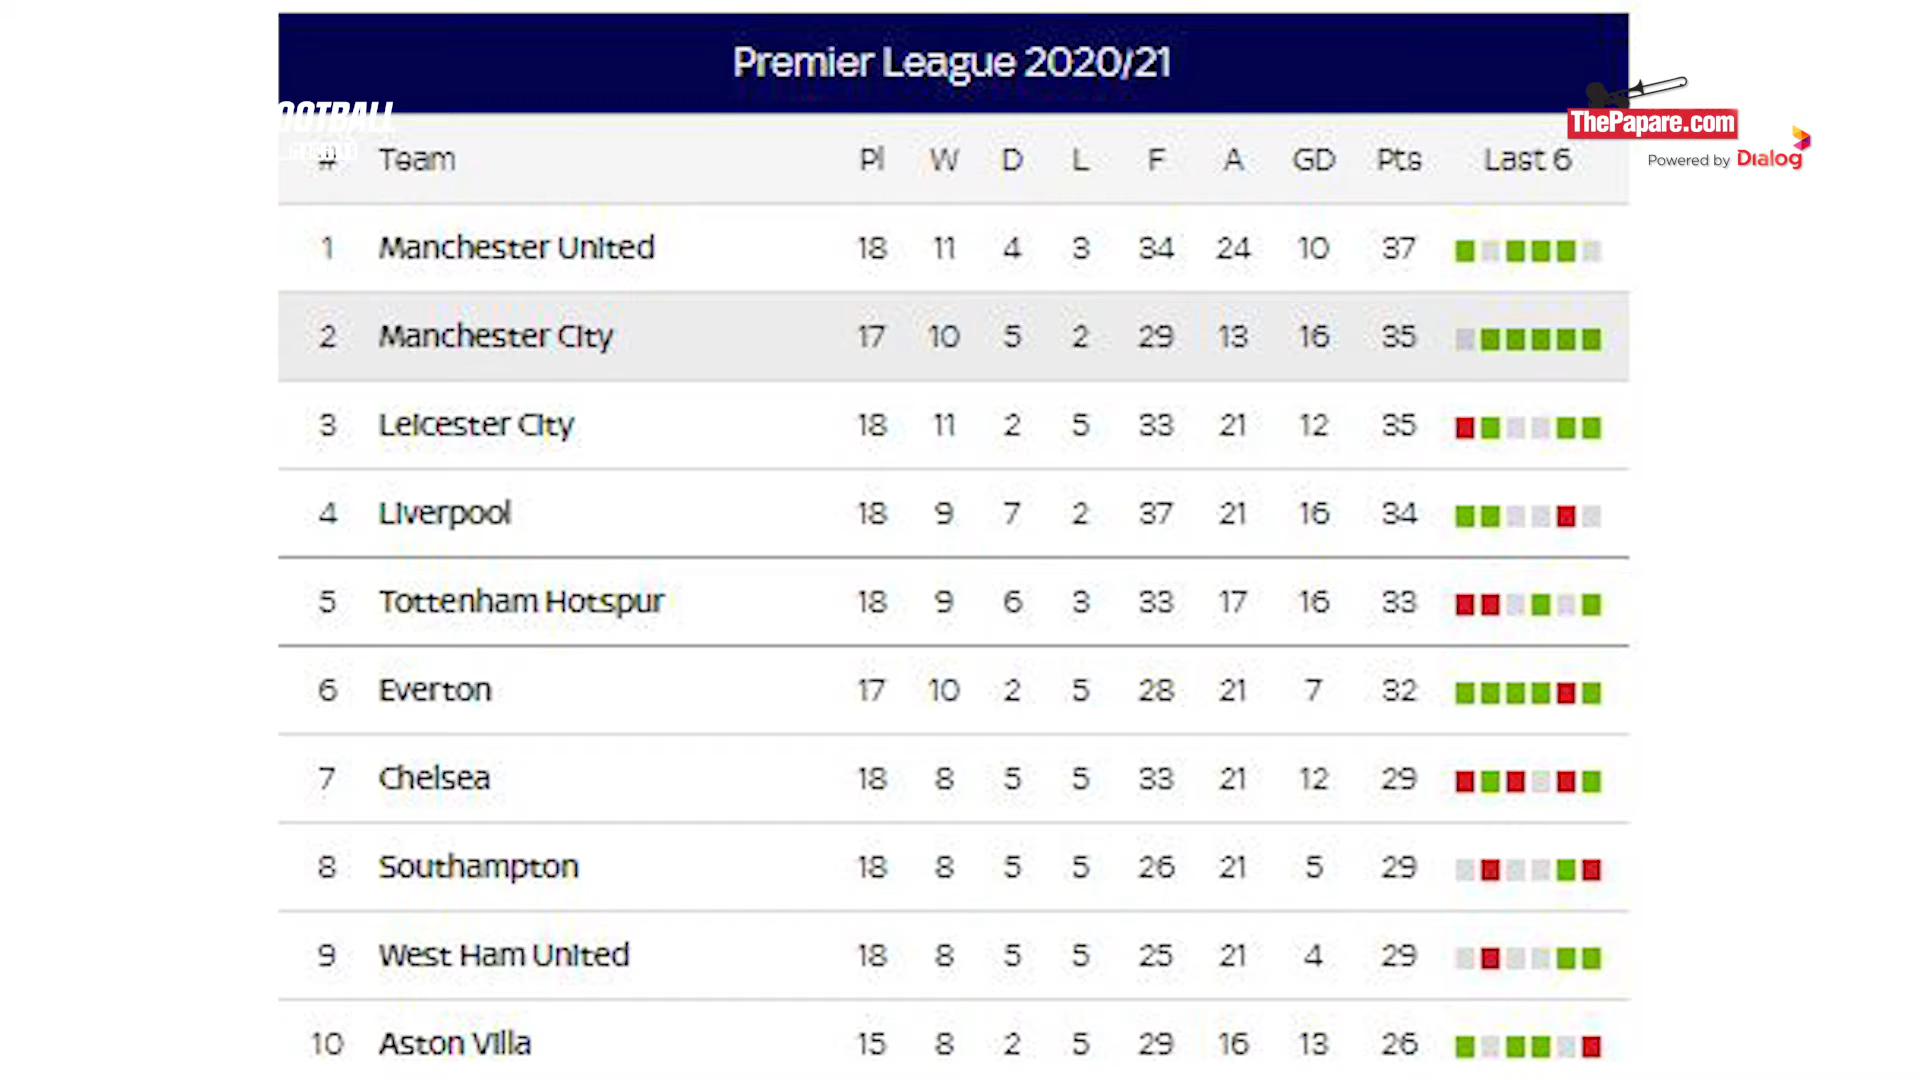 Premier League 2020/21
OOTBALL
ThePapare.com
Powered by Dialog
# Team Pl W D L F A GD Pts Last 6
1 Manchester United 18 11 4 3 34 24 10 37
2 Manchester City 17 10 5 2 29 13 16 35
3 Leicester City 18 11 2 5 33 21 12 35
4 Liverpool 18 9 7 2 37 21 16 34
5 Tottenham Hotspur 18 9 6 3 33 17 16 33
6 Everton 17 10 2 5 28 21 7 32
7 Chelsea 18 8 5 5 33 21 12 29
8 Southampton 18 8 5 5 26 21 5 29
9 West Ham United 18 8 5 5 25 21 4 29
10 Aston Villa 15 8 2 5 29 16 13 26